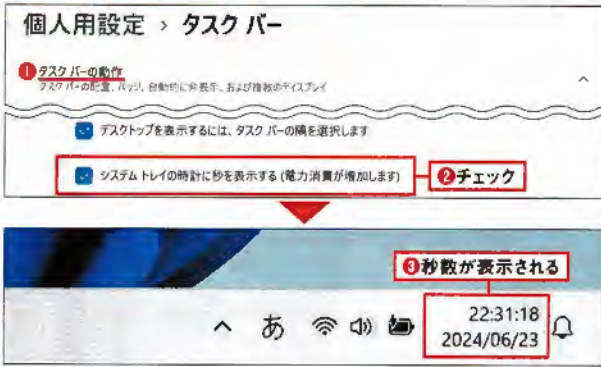 個人用設定 › タスク バー
❶タスク バーの動作
タスク バーの配置、バッジ、自動的に非表示、および複数のディスプレイ
デスクトップを表示するには、タスク バーの隅を選択します
システム トレイの時計に秒を表示する (電力消費が増加します)
❷チェック
❸秒数が表示される
あ
22:31:18
2024/06/23